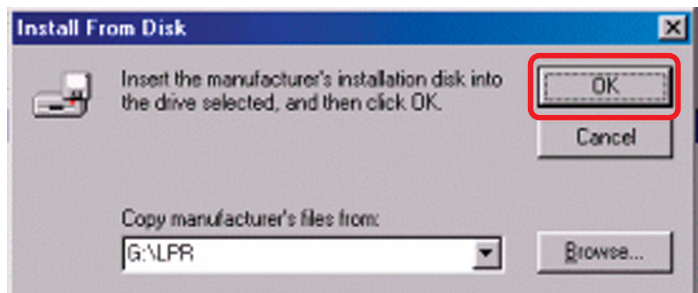 Install From Disk
Insert the manufacturer's installation disk into
the drive selected, and then click OK.
OK
Cancel
Copy manufacturer's files from:
G:\LPR
Browse...